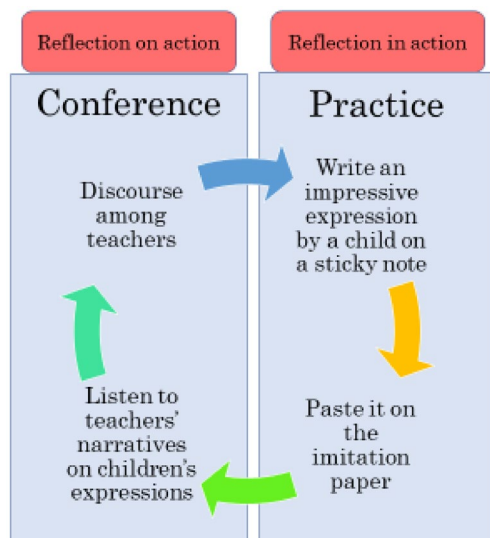 Reflection on action
Conference
Discourse
among
teachers
Listen to
teachers'
narratives
on children's
expressions
Reflection in action
Practice
Write an
impressive
expression
by a child on
a sticky note
Paste it on
the
imitation
paper